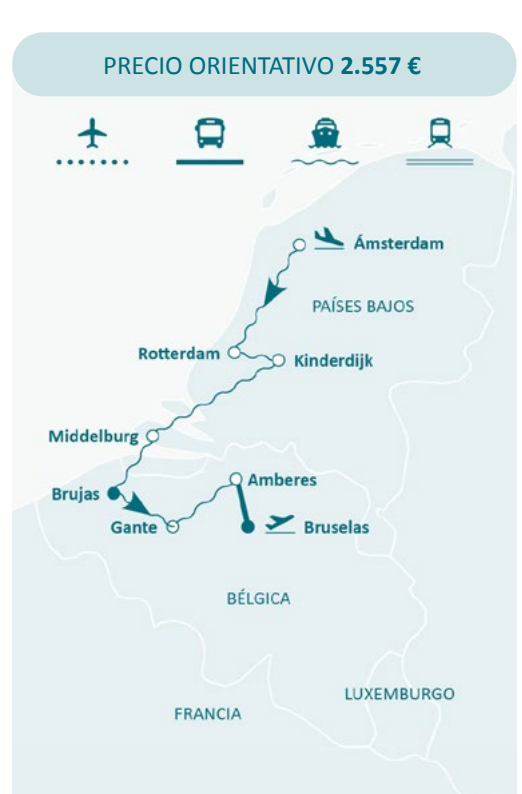 PRECIO ORIENTATIVO 2.557 €
Ámsterdam
PAÍSES BAJOS
Rotterdam
Kinderdijk
Middelburg
Brujas
Amberes
Gante
Bruselas
BÉLGICA
LUXEMBURGO
FRANCIA